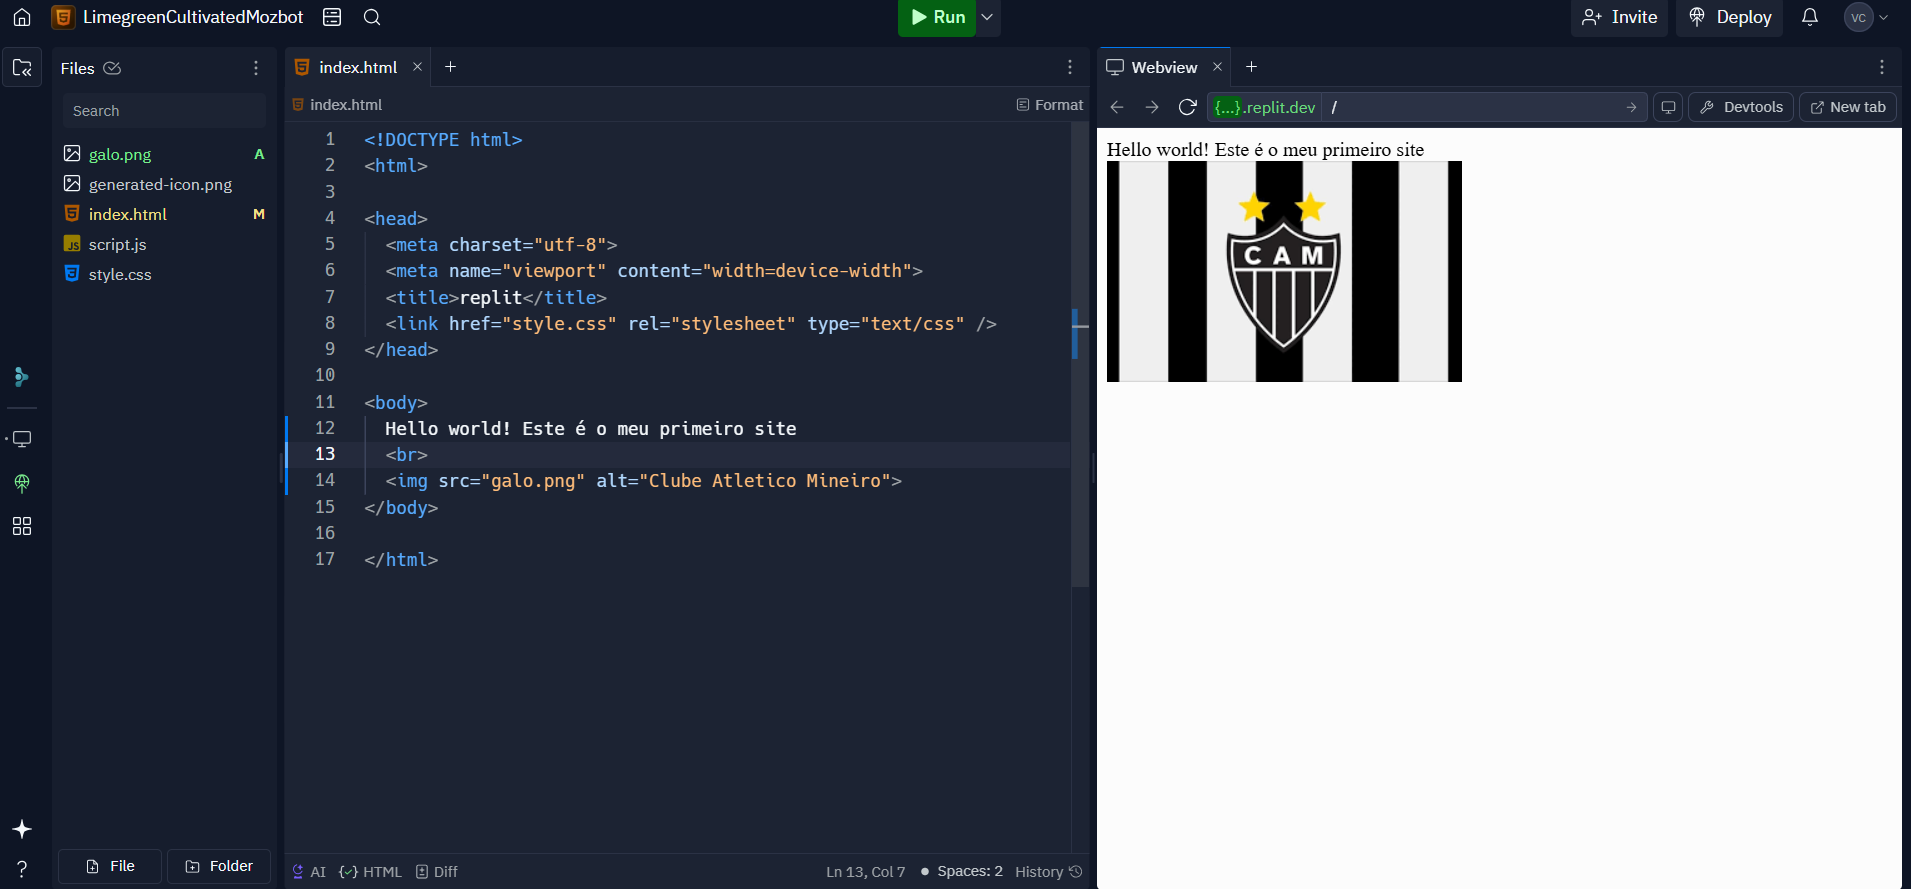 LimegreenCultivatedMozbot
Run
Invite
Deploy
VC
Files
index.html
Webview
Search
index.html
Format
{...}.replit.dev /
Devtools
New tab
galo.png A
generated-icon.png
index.html M
script.js
style.css
1 <!DOCTYPE html>
2 <html>
3
4 <head>
5 <meta charset="utf-8">
6 <meta name="viewport" content="width=device-width">
7 <title>replit</title>
8 <link href="style.css" rel="stylesheet" type="text/css" />
9 </head>
10
11 <body>
12 Hello world! Este é o meu primeiro site
13 <br>
14 <img src="galo.png" alt="Clube Atletico Mineiro">
15 </body>
16
17 </html>
Hello world! Este é o meu primeiro site
CAM
File
Folder
?
AI
{✓} HTML
Diff
Ln 13, Col 7
Spaces: 2
History